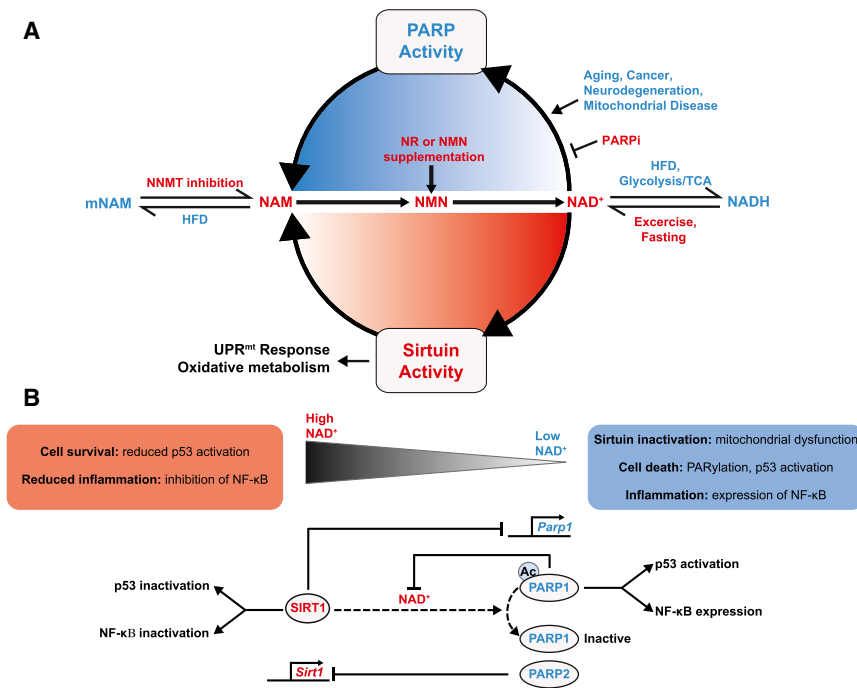 A
PARP
Activity
Aging, Cancer,
Neurodegeneration,
Mitochondrial Disease
NR or NMN
supplementation
PARPi
NNMT inhibition
HFD,
Glycolysis/TCA
mNAM
NAM
NMN
NAD⁺
NADH
HFD
Excercise,
Fasting
UPRᵐᵗ Response
Oxidative metabolism
Sirtuin
Activity
B
High
NAD⁺
Low
NAD⁺
Cell survival: reduced p53 activation
Reduced inflammation: inhibition of NF-κB
Sirtuin inactivation: mitochondrial dysfunction
Cell death: PARylation, p53 activation
Inflammation: expression of NF-κB
Parp1
Ac
p53 activation
p53 inactivation
PARP1
SIRT1
NAD⁺
NF-κB expression
NF-κB inactivation
PARP1
Inactive
Sirt1
PARP2